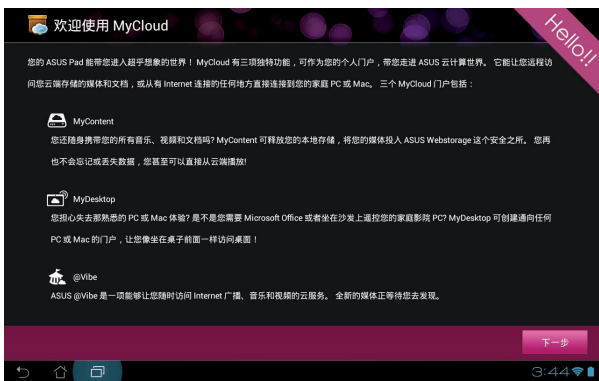 欢迎使用 MyCloud
Hello!!
您的 ASUS Pad 能带您进入超乎想象的世界！ MyCloud 有三项独特功能，可作为您的个人门户，带您走进 ASUS 云计算世界。 它能让您远程访
问您云端存储的媒体和文档，或从有 Internet 连接的任何地方直接连接到您的家庭 PC 或 Mac。 三个 MyCloud 门户包括：
MyContent
您还随身携带您的所有音乐、视频和文档吗? MyContent 可释放您的本地存储，将您的媒体投入 ASUS Webstorage 这个安全之所。 您再
也不会忘记或丢失数据，您甚至可以直接从云端播放!
MyDesktop
您担心失去那熟悉的 PC 或 Mac 体验? 是不是您需要 Microsoft Office 或者坐在沙发上遥控您的家庭影院 PC? MyDesktop 可创建通向任何
PC 或 Mac 的门户，让您像坐在桌子前面一样访问桌面！
@Vibe
ASUS @Vibe 是一项能够让您随时访问 Internet 广播、音乐和视频的云服务。 全新的媒体正等待您去发现。
下一步
3:44